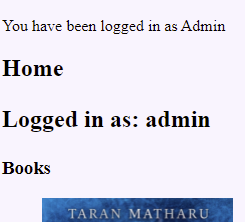 You have been logged in as Admin
Home
Logged in as: admin
Books
TARAN MATHARU